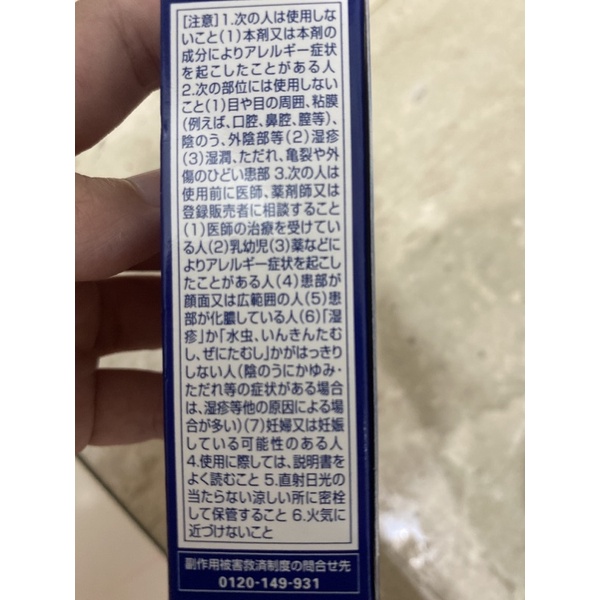 [注意]1.次の人は使用しな
いこと(1)本剤又は本剤の
成分によりアレルギー症状
を起こしたことがある人
2.次の部位には使用しない
こと(1)目や目の周囲、粘膜
(例えば、口腔、鼻腔、膣等)、
陰のう、外陰部等(2)湿疹
(3)湿潤、ただれ、亀裂や外
傷のひどい患部 3.次の人は
使用前に医師、薬剤師又は
登録販売者に相談すること
(1)医師の治療を受けてい
る人(2)乳幼児(3)薬などに
よりアレルギー症状を起こし
たことがある人(4)患部が
顔面又は広範囲の人(5)患
部が化膿している人(6)「湿
疹」か「水虫、いんきんたむ
し、ぜにたむし」かがはっきり
しない人(陰のうにかゆみ・
ただれ等の症状がある場合
は、湿疹等他の原因による場
合が多い)(7)妊婦又は妊娠
している可能性のある人
4.使用に際しては、説明書を
よく読むこと 5.直射日光の
当たらない涼しい所に密栓
して保管すること 6.火気に
近づけないこと
副作用被害救済制度の問合せ先
0120-149-931